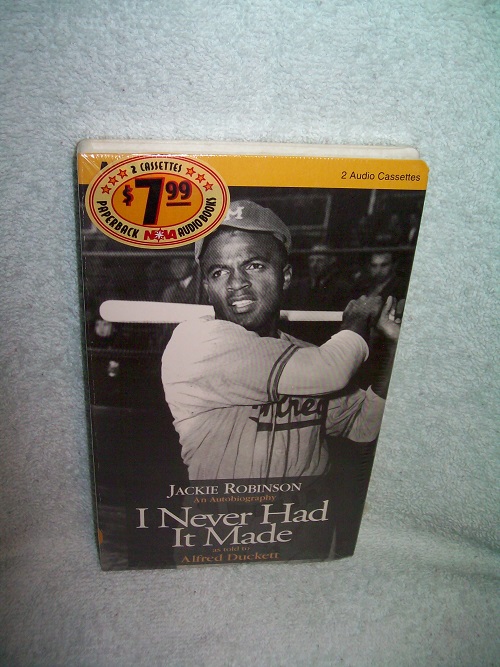 2 CASSETTES
$7.99
PAPERBACK NOVA AUDIO BOOKS
2 Audio Cassettes
M
JACKIE ROBINSON
An Autobiography
I Never Had
It Made
as told to
Alfred Duckett